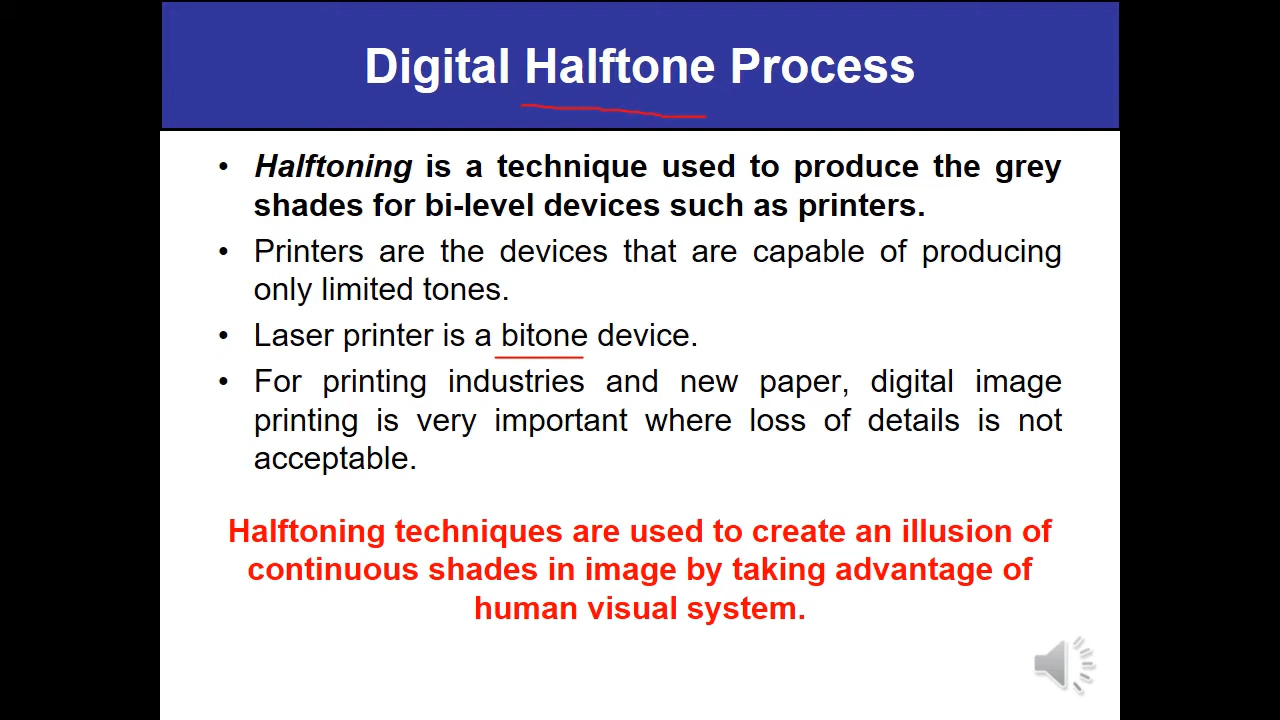 Digital Halftone Process
• Halftoning is a technique used to produce the grey
shades for bi-level devices such as printers.
• Printers are the devices that are capable of producing
only limited tones.
• Laser printer is a bitone device.
• For printing industries and new paper, digital image
printing is very important where loss of details is not
acceptable.
Halftoning techniques are used to create an illusion of
continuous shades in image by taking advantage of
human visual system.